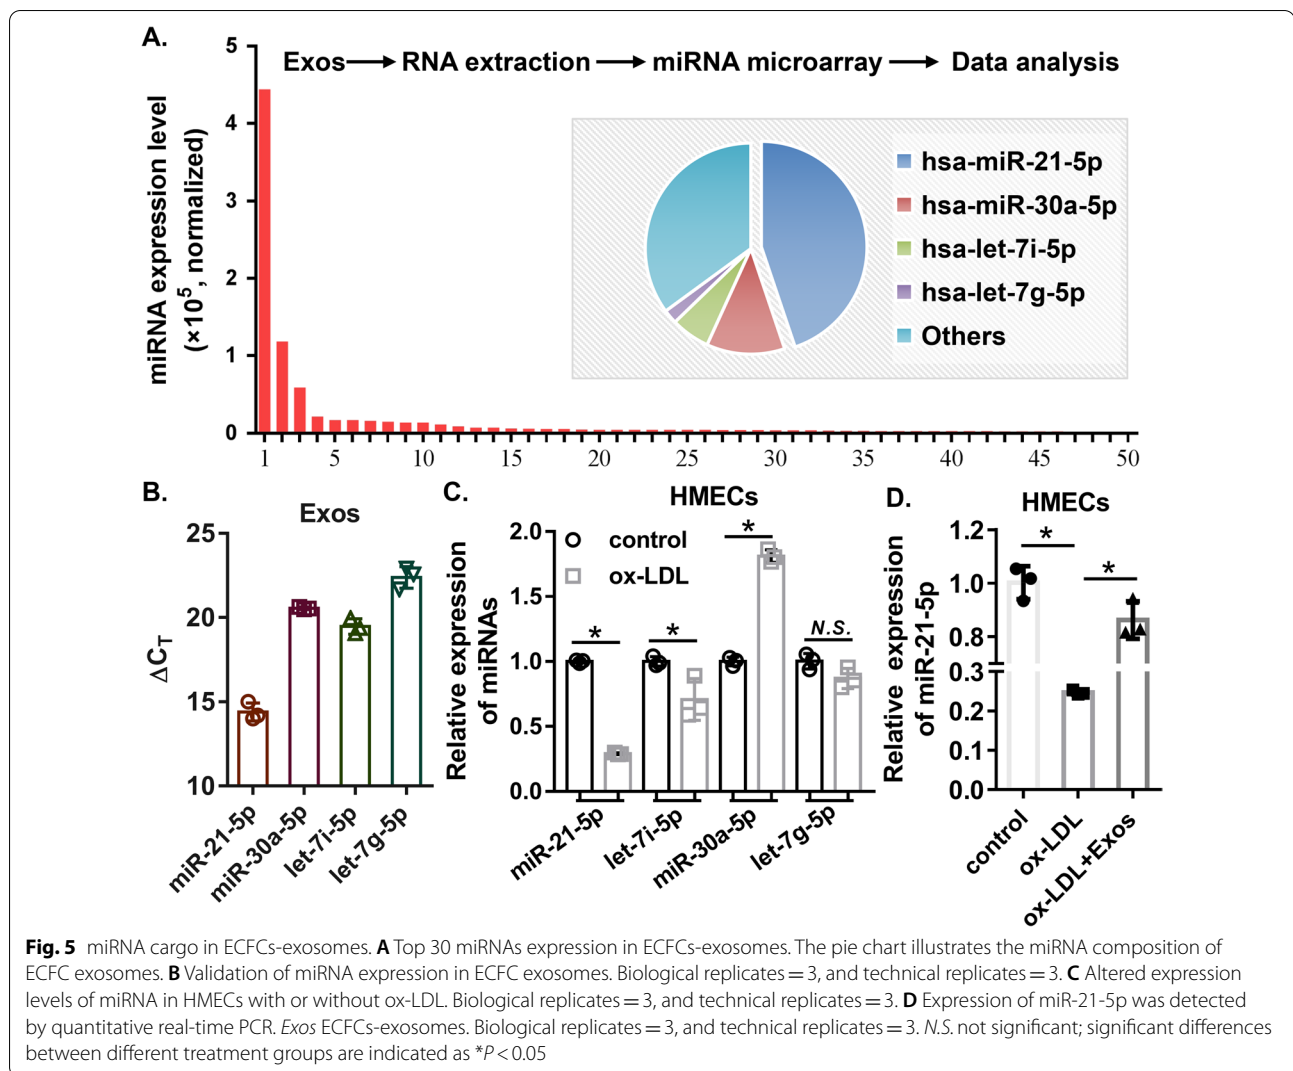 A.
Exos → RNA extraction → miRNA microarray → Data analysis
miRNA expression level
(×10⁵, normalized)
5
4
3
2
1
0
1 5 10 15 20 25 30 35 40 45 50
hsa-miR-21-5p
hsa-miR-30a-5p
hsa-let-7i-5p
hsa-let-7g-5p
Others
B.
Exos
ΔC_T
25
20
15
10
miR-21-5p
miR-30a-5p
let-7i-5p
let-7g-5p
C.
HMECs
Relative expression
of miRNAs
2.0
1.5
1.0
0.5
0.0
control
ox-LDL
*
*
*
N.S.
miR-21-5p
let-7i-5p
miR-30a-5p
let-7g-5p
D.
HMECs
Relative expression
of miR-21-5p
1.2
1.0
0.8
0.3
0.2
0.1
0.0
*
*
control
ox-LDL
ox-LDL+Exos
Fig. 5 miRNA cargo in ECFCs-exosomes. A Top 30 miRNAs expression in ECFCs-exosomes. The pie chart illustrates the miRNA composition of
ECFC exosomes. B Validation of miRNA expression in ECFC exosomes. Biological replicates = 3, and technical replicates = 3. C Altered expression
levels of miRNA in HMECs with or without ox-LDL. Biological replicates = 3, and technical replicates = 3. D Expression of miR-21-5p was detected
by quantitative real-time PCR. Exos ECFCs-exosomes. Biological replicates = 3, and technical replicates = 3. N.S. not significant; significant differences
between different treatment groups are indicated as *P < 0.05